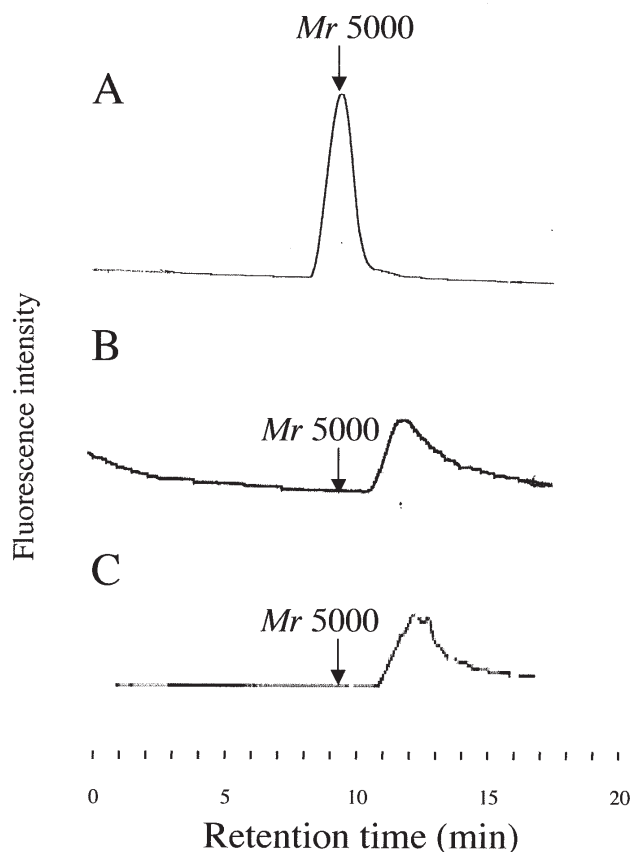 Mr 5000
A
B
Mr 5000
C
Mr 5000
Fluorescence intensity
0 5 10 15 20
Retention time (min)